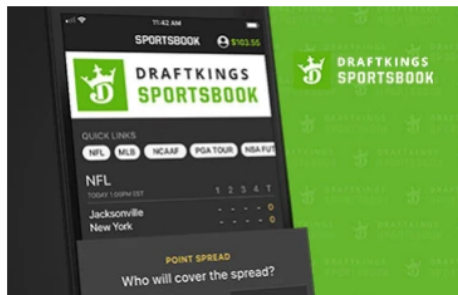 11:42 AM
SPORTSBOOK $103.55
DRAFTKINGS
SPORTSBOOK
QUICK LINKS
NFL MLB NCAAF PGA TOUR NBA FUT
NFL
TODAY 1:00PM EST 1 2 3 4 T
Jacksonville - - - - 0
New York - - - - 0
POINT SPREAD
Who will cover the spread?
DRAFTKINGS
SPORTSBOOK